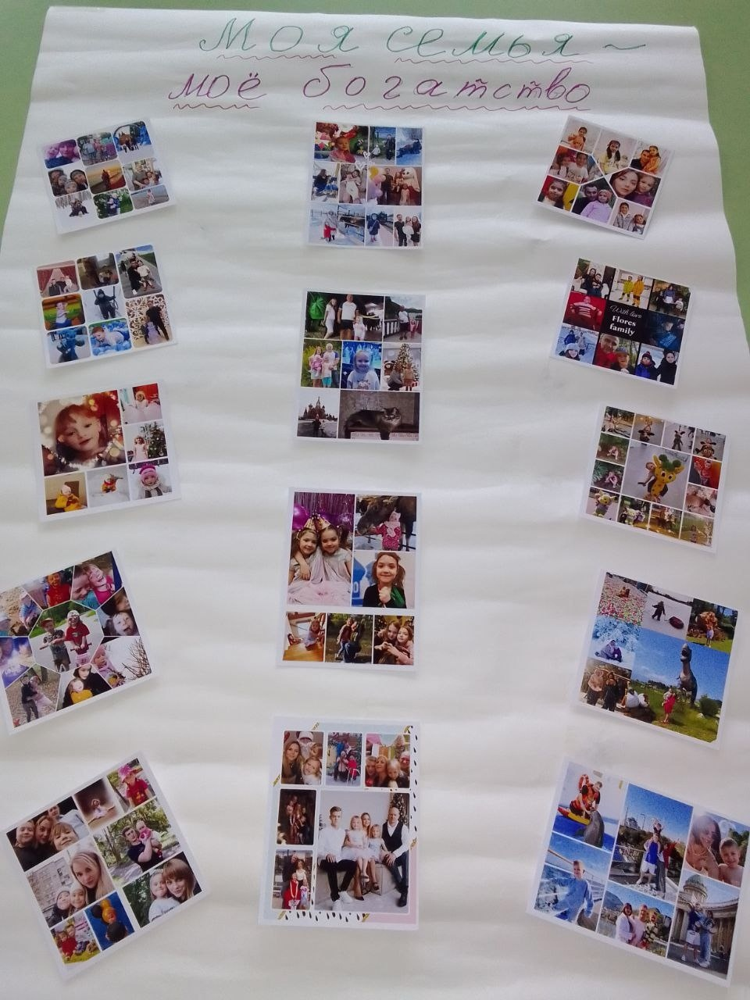 Моя семья ~
моё богатство
With love
Flores
family